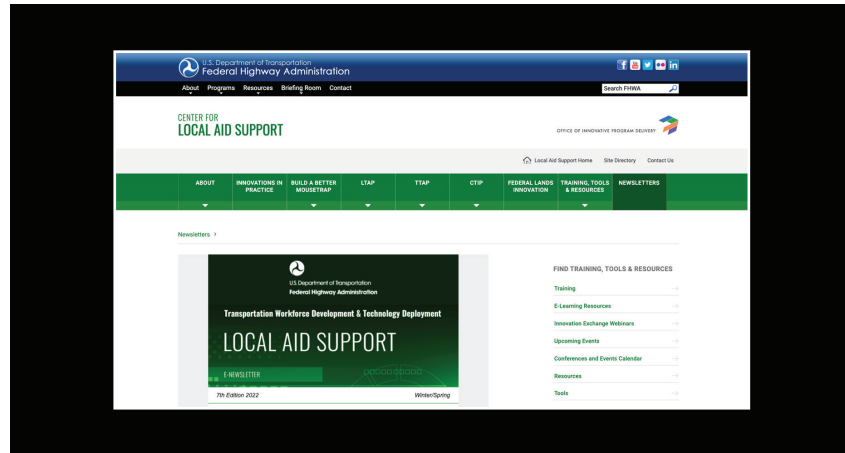 U.S. Department of Transportation
Federal Highway Administration
About Programs Resources Briefing Room Contact
Search FHWA
CENTER FOR
LOCAL AID SUPPORT
OFFICE OF INNOVATIVE PROGRAM DELIVERY
Local Aid Support Home Site Directory Contact Us
ABOUT INNOVATIONS IN PRACTICE BUILD A BETTER MOUSETRAP LTAP TTAP CTIP FEDERAL LANDS INNOVATION TRAINING, TOOLS & RESOURCES NEWSLETTERS
Newsletters >
U.S. Department of Transportation
Federal Highway Administration
Transportation Workforce Development & Technology Deployment
LOCAL AID SUPPORT
E-NEWSLETTER
7th Edition 2022 Winter/Spring
FIND TRAINING, TOOLS & RESOURCES
Training
E-Learning Resources
Innovation Exchange Webinars
Upcoming Events
Conferences and Events Calendar
Resources
Tools